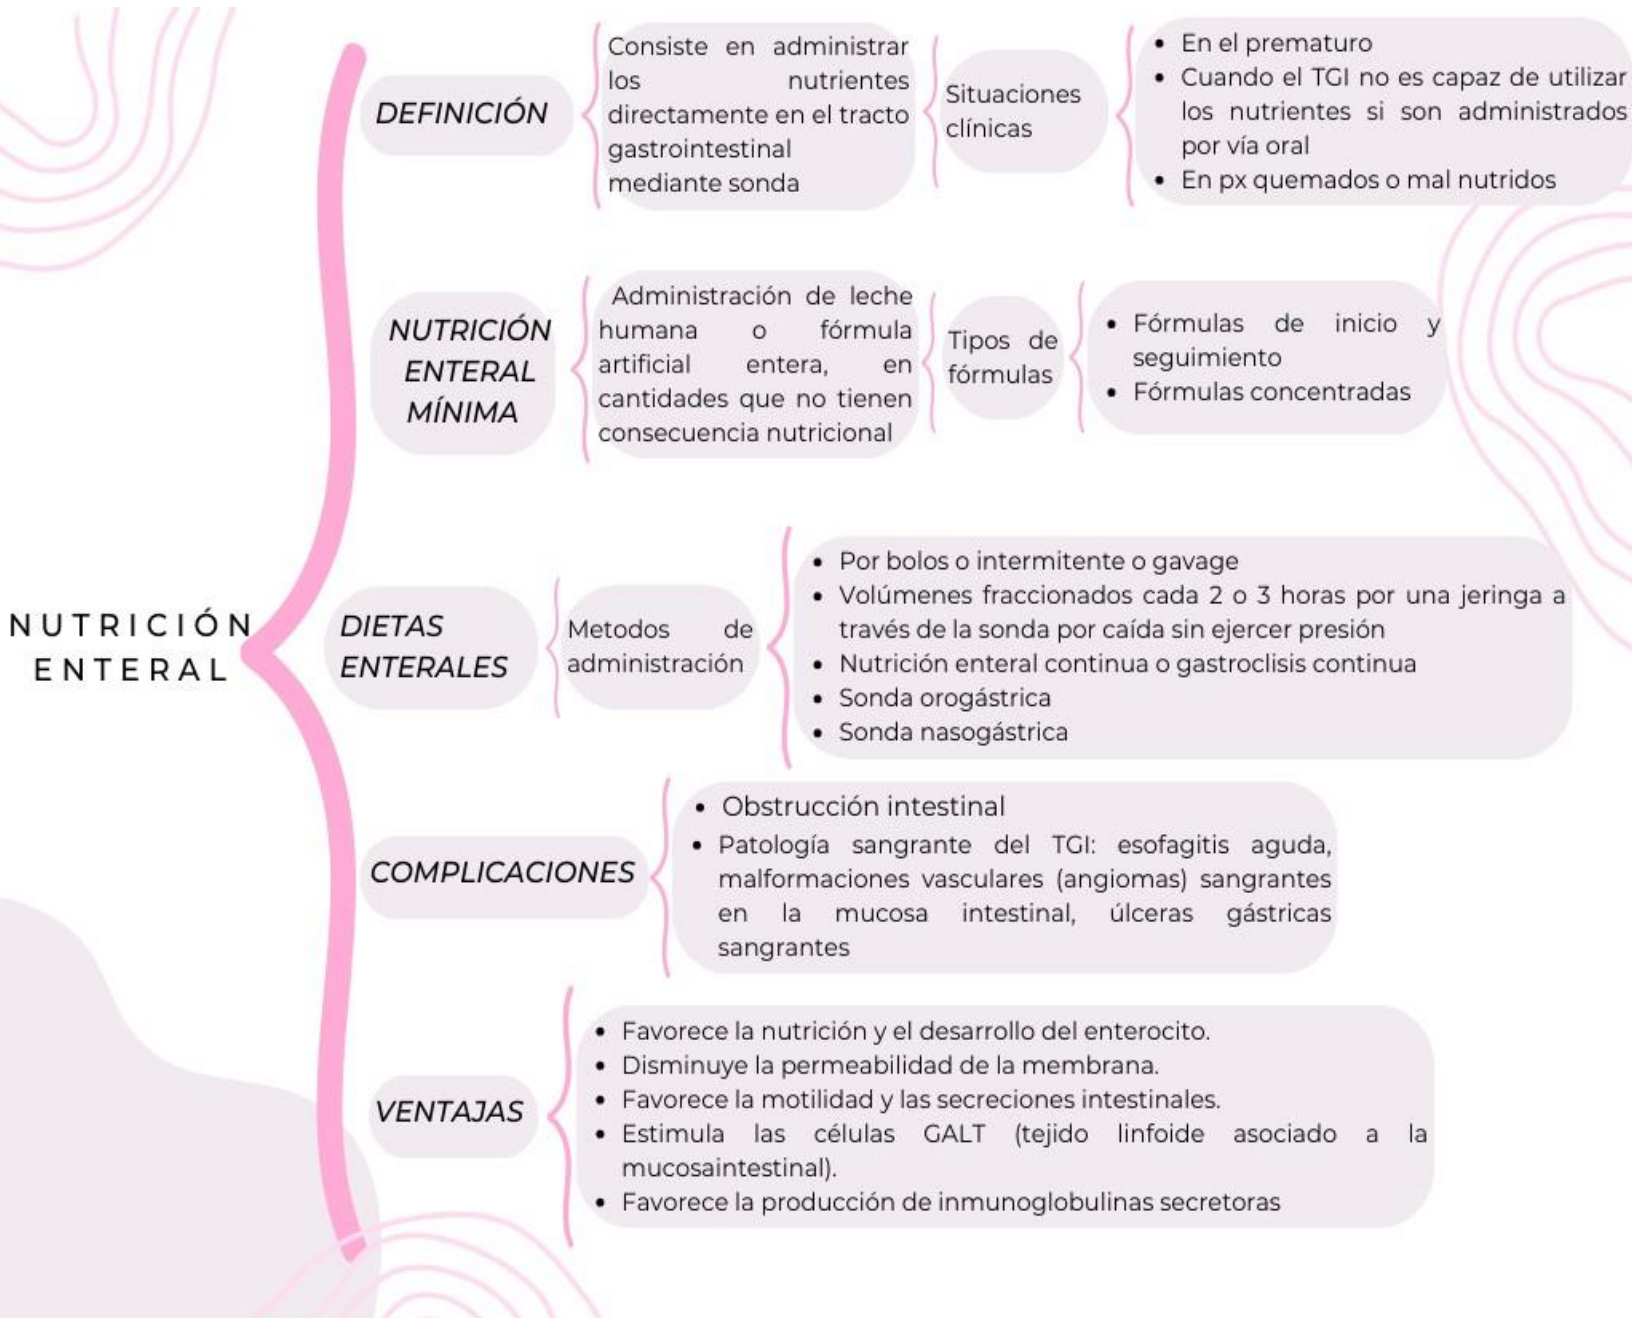 NUTRICIÓN
ENTERAL
DEFINICIÓN
Consiste en administrar
los nutrientes
directamente en el tracto
gastrointestinal
mediante sonda
Situaciones
clínicas
• En el prematuro
• Cuando el TGI no es capaz de utilizar
los nutrientes si son administrados
por vía oral
• En px quemados o mal nutridos
NUTRICIÓN
ENTERAL
MÍNIMA
Administración de leche
humana o fórmula
artificial entera, en
cantidades que no tienen
consecuencia nutricional
Tipos de
fórmulas
• Fórmulas de inicio y
seguimiento
• Fórmulas concentradas
DIETAS
ENTERALES
Metodos de
administración
• Por bolos o intermitente o gavage
• Volúmenes fraccionados cada 2 o 3 horas por una jeringa a
través de la sonda por caída sin ejercer presión
• Nutrición enteral continua o gastroclisis continua
• Sonda orogástrica
• Sonda nasogástrica
COMPLICACIONES
• Obstrucción intestinal
• Patología sangrante del TGI: esofagitis aguda,
malformaciones vasculares (angiomas) sangrantes
en la mucosa intestinal, úlceras gástricas
sangrantes
VENTAJAS
• Favorece la nutrición y el desarrollo del enterocito.
• Disminuye la permeabilidad de la membrana.
• Favorece la motilidad y las secreciones intestinales.
• Estimula las células GALT (tejido linfoide asociado a la
mucosaintestinal).
• Favorece la producción de inmunoglobulinas secretoras